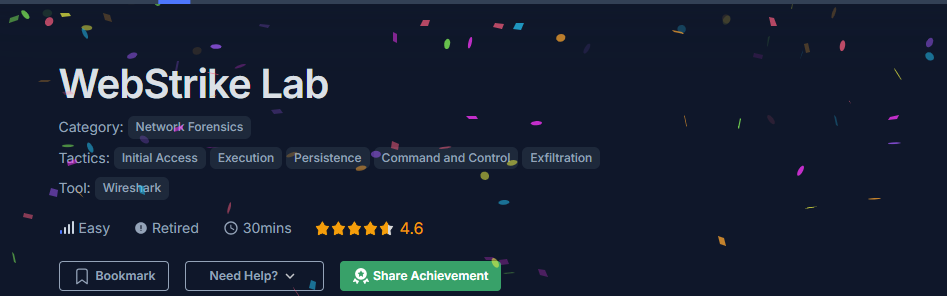 WebStrike Lab
Category: Network Forensics
Tactics: Initial Access Execution Persistence Command and Control Exfiltration
Tool: Wireshark
Easy Retired 30mins 4.6
Bookmark Need Help? Share Achievement